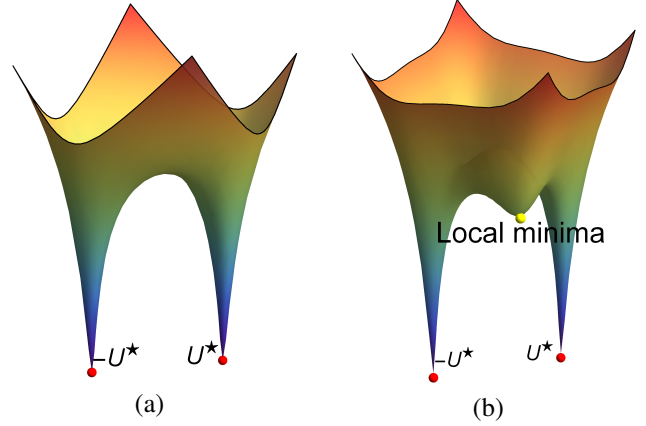 Local minima
−U★ U★ −U★ U★
(a) (b)